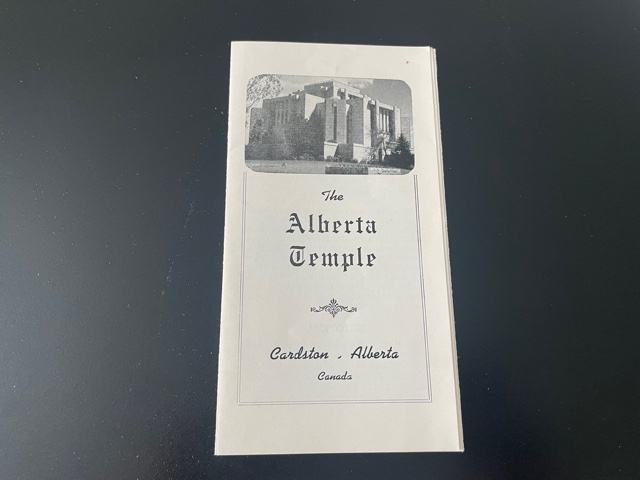 The
Alberta
Temple
Cardston , Alberta
Canada